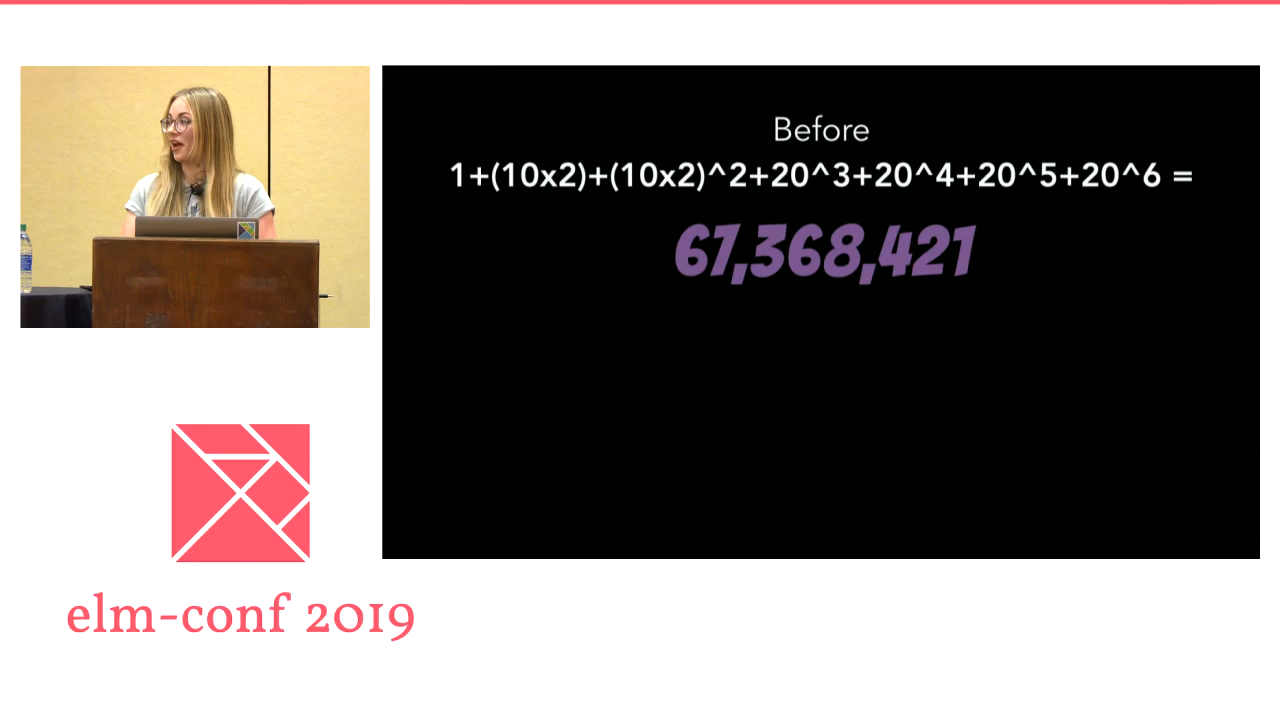 Before
1+(10x2)+(10x2)^2+20^3+20^4+20^5+20^6 =
67,368,421
elm-conf 2019